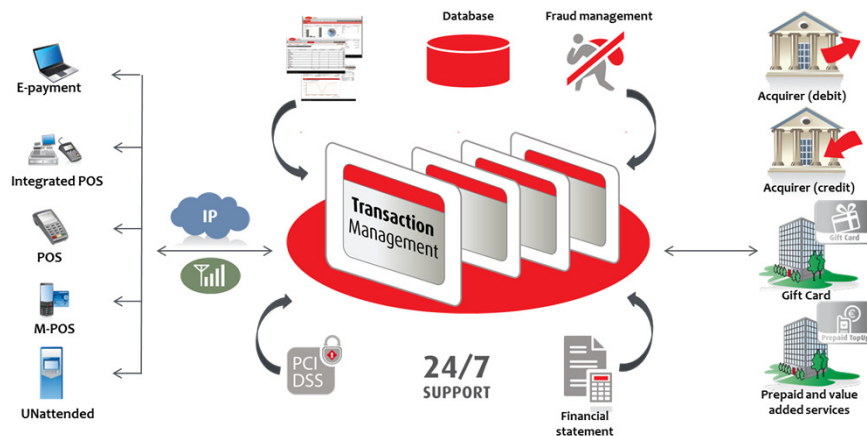 Database
Fraud management
E-payment
Integrated POS
POS
M-POS
UNattended
IP
Transaction
Management
PCI
DSS
24/7
SUPPORT
Financial
statement
Acquirer (debit)
Acquirer (credit)
Gift Card
Gift Card
Prepaid TopUp
Prepaid and value
added services